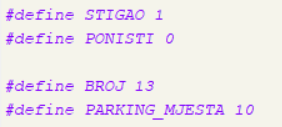 #define STIGAO 1
#define PONISTI 0
#define BROJ 13
#define PARKING_MJESTA 10